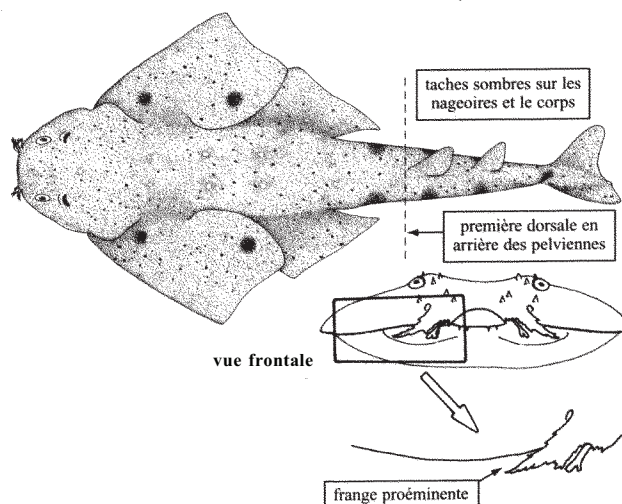 taches sombres sur les
nageoires et le corps
première dorsale en
arrière des pelviennes
vue frontale
frange proéminente